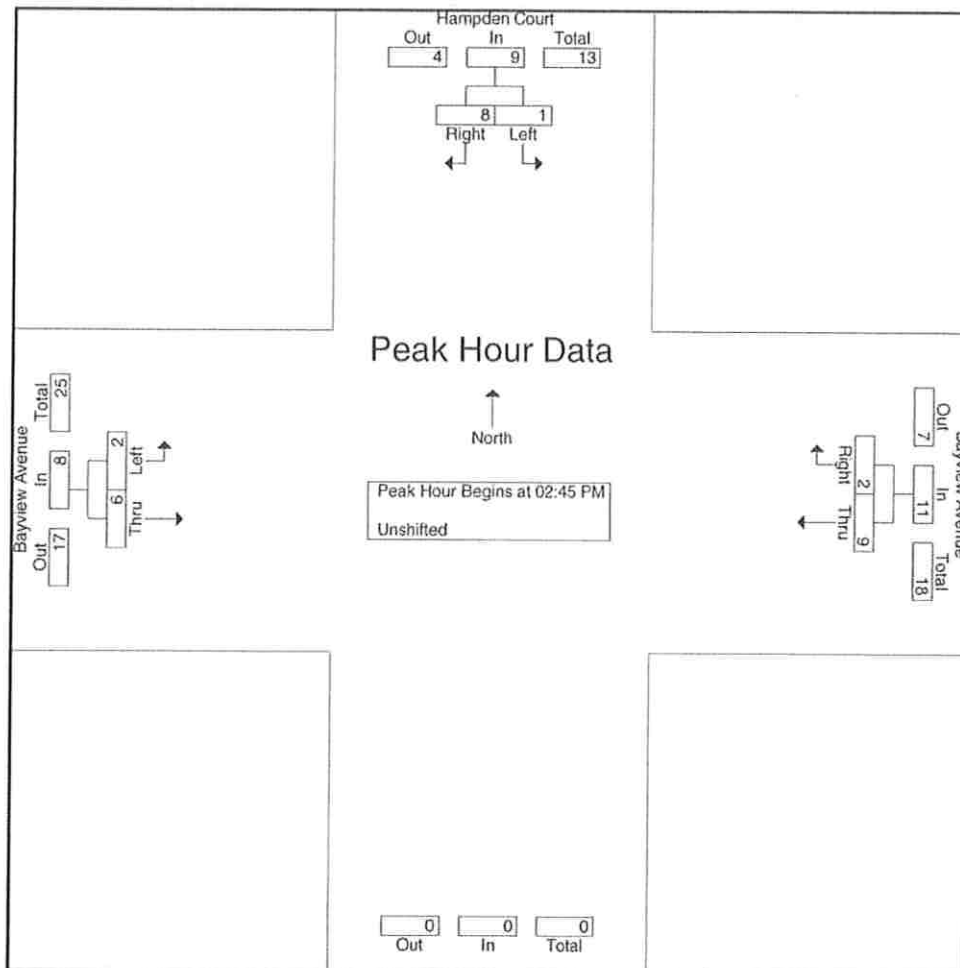 Hampden Court
Out In Total
4 9 13
8 1
Right Left
Peak Hour Data
North
Peak Hour Begins at 02:45 PM
Unshifted
Bayview Avenue
Total In Out
25 8 17
2 6
Left Thru
Bayview Avenue
Out In Total
7 11 18
Right Thru
2 9
0 0 0
Out In Total